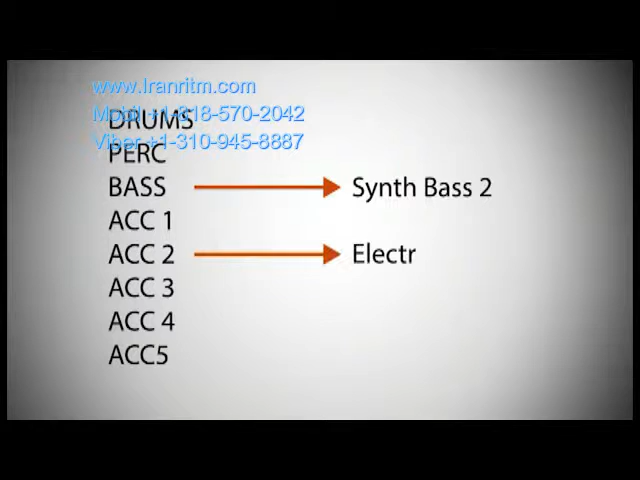 www.Iranritm.com
Mobil +1-818-570-2042
DRUMS
Viber +1-310-945-8887
PERC
BASS Synth Bass 2
ACC 1
ACC 2 Electr
ACC 3
ACC 4
ACC5